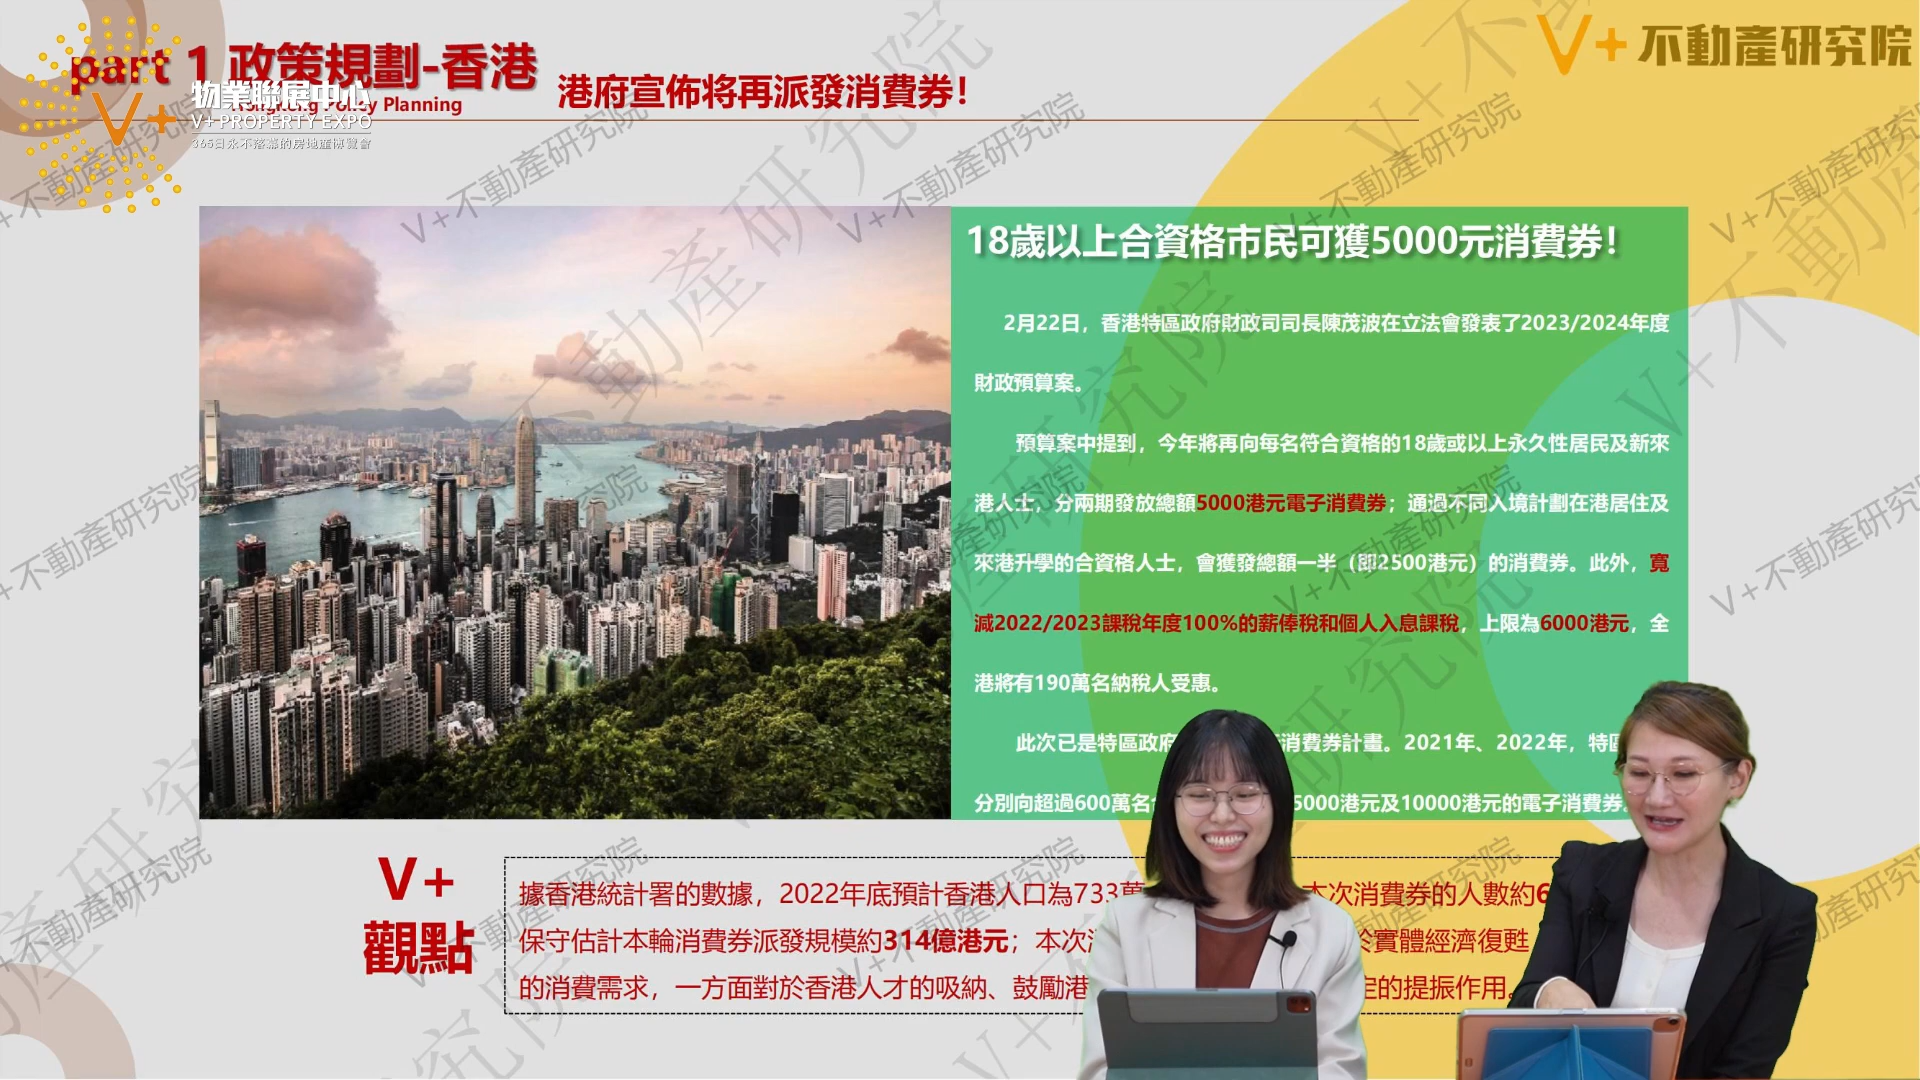 part 1 政策規劃-香港
Hongkong Policy Planning
港府宣佈将再派發消費券！
物業聯展中心
V+ PROPERTY EXPO
365日永不落幕的房地產博覽會
V+不動產研究院
18歲以上合資格市民可獲5000元消費券！
2月22日，香港特區政府財政司司長陳茂波在立法會發表了2023/2024年度
財政預算案。
預算案中提到，今年將再向每名符合資格的18歲或以上永久性居民及新來
港人士，分兩期發放總額5000港元電子消費券；通過不同入境計劃在港居住及
來港升學的合資格人士，會獲發總額一半（即2500港元）的消費券。此外，寬
減2022/2023課稅年度100%的薪俸稅和個人入息課稅，上限為6000港元，全
港將有190萬名納稅人受惠。
此次已是特區政府 消費券計畫。2021年、2022年，特區
分別向超過600萬名 5000港元及10000港元的電子消費券
V+
觀點
據香港統計署的數據，2022年底預計香港人口為733萬 本次消費券的人數約6
保守估計本輪消費券派發規模約314億港元；本次 實體經濟復甦
的消費需求，一方面對於香港人才的吸納、鼓勵港 定的提振作用。